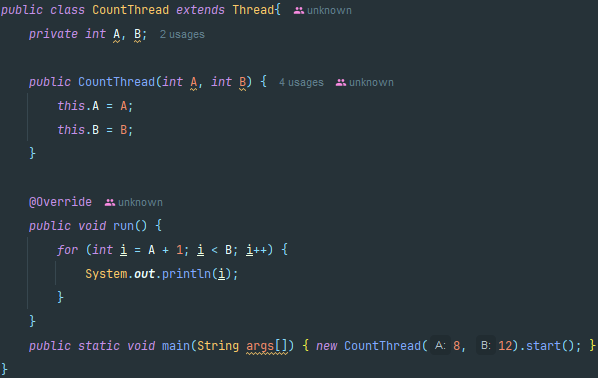 public class CountThread extends Thread{ unknown
private int A, B; 2 usages
public CountThread(int A, int B) { 4 usages unknown
this.A = A;
this.B = B;
}
@Override unknown
public void run() {
for (int i = A + 1; i < B; i++) {
System.out.println(i);
}
}
public static void main(String args[]) { new CountThread( A: 8, B: 12).start(); }
}